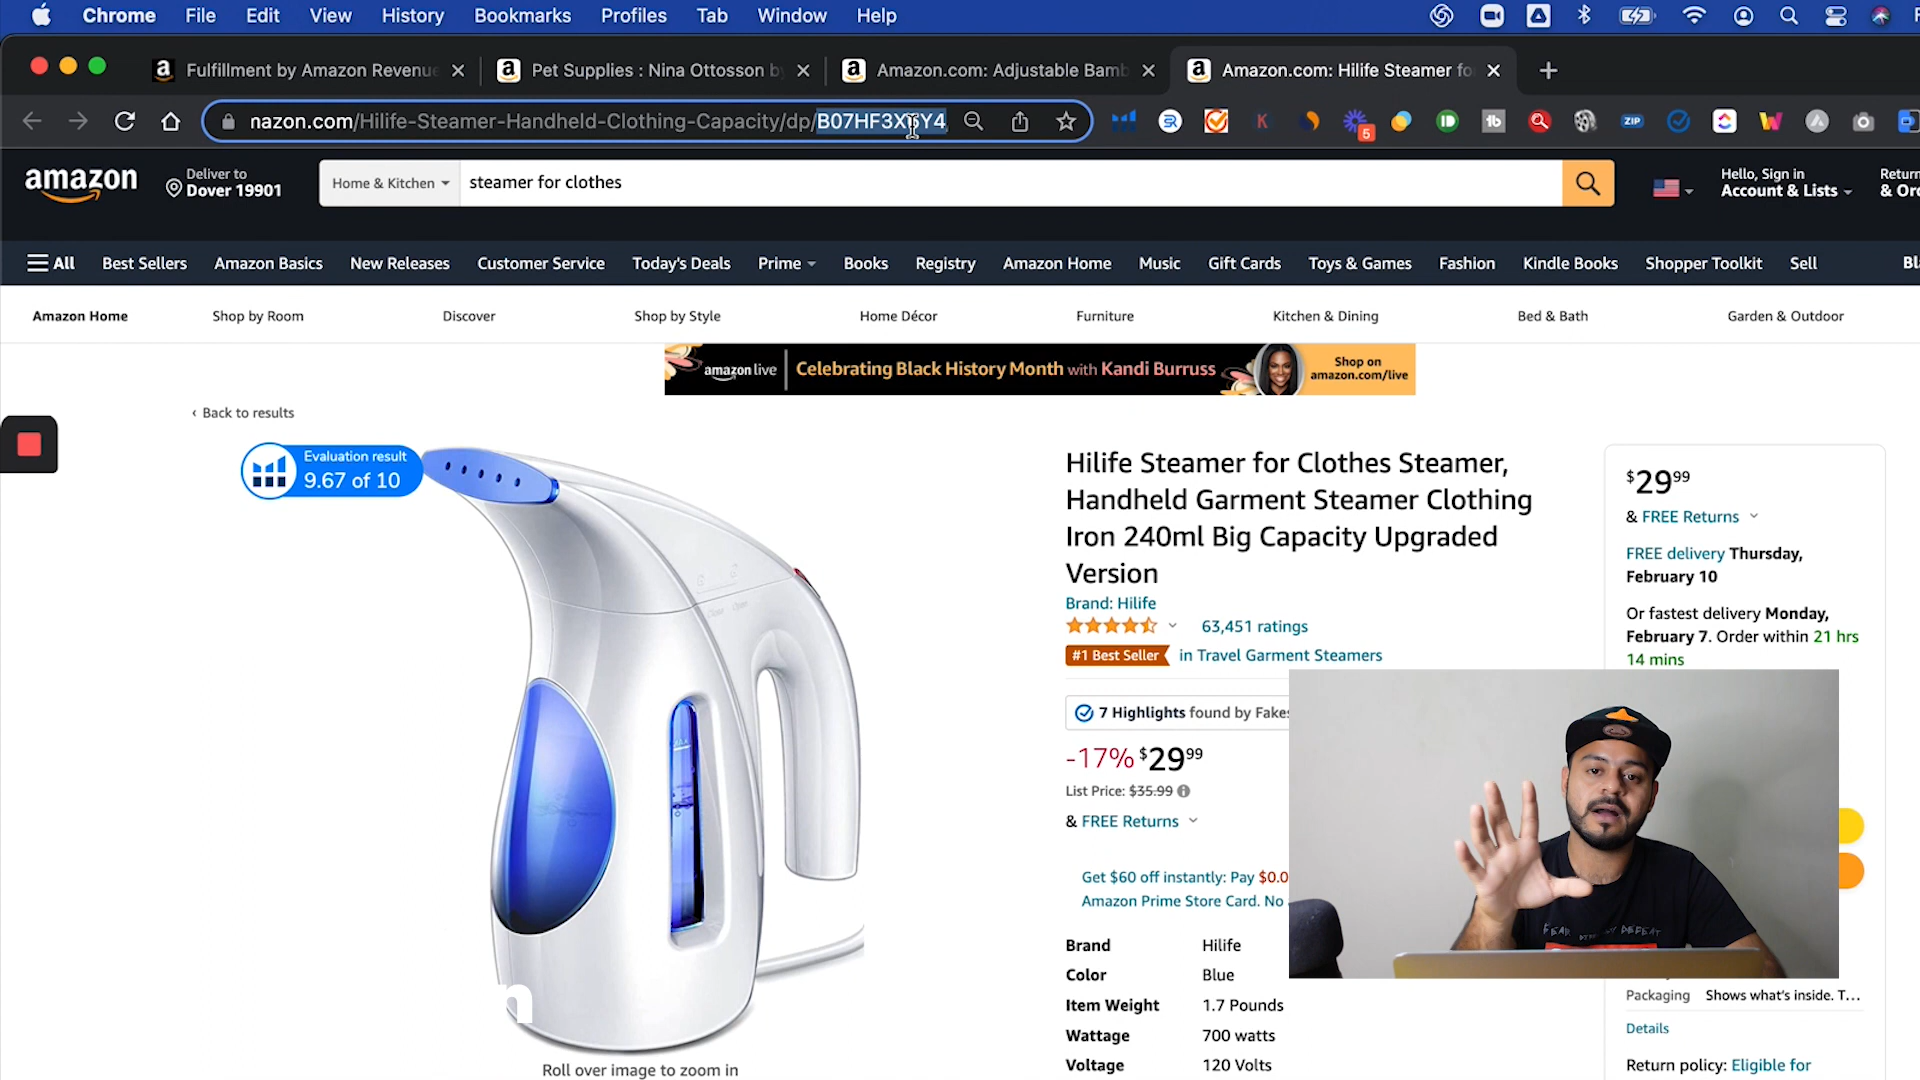 Chrome File Edit View History Bookmarks Profiles Tab Window Help
Fulfillment by Amazon Revenue
Pet Supplies : Nina Ottosson by
Amazon.com: Adjustable Bamb
Amazon.com: Hilife Steamer fo
nazon.com/Hilife-Steamer-Handheld-Clothing-Capacity/dp/
5
tb
ZIP
amazon
Deliver to
Dover 19901
Home & Kitchen
steamer for clothes
Hello, Sign in
Account & Lists
Return
& Ord
All Best Sellers Amazon Basics New Releases Customer Service Today's Deals Prime Books Registry Amazon Home Music Gift Cards Toys & Games Fashion Kindle Books Shopper Toolkit Sell Bl
Amazon Home Shop by Room Discover Shop by Style Home Décor Furniture Kitchen & Dining Bed & Bath Garden & Outdoor
amazon live Celebrating Black History Month with Kandi Burruss
Shop on
amazon.com/live
‹ Back to results
Evaluation result
9.67 of 10
Hilife Steamer for Clothes Steamer,
Handheld Garment Steamer Clothing
Iron 240ml Big Capacity Upgraded
Version
Brand: Hilife
63,451 ratings
#1 Best Seller in Travel Garment Steamers
7 Highlights found by Fakes
-17% $29 99
List Price: $35.99
& FREE Returns
Get $60 off instantly: Pay $0.0
Amazon Prime Store Card. No
Brand Hilife
Color Blue
Item Weight 1.7 Pounds
Wattage 700 watts
Voltage 120 Volts
$29 99
& FREE Returns
FREE delivery Thursday,
February 10
Or fastest delivery Monday,
February 7. Order within 21 hrs
14 mins
Packaging Shows what's inside. T…
Details
Return policy: Eligible for
n
Roll over image to zoom in